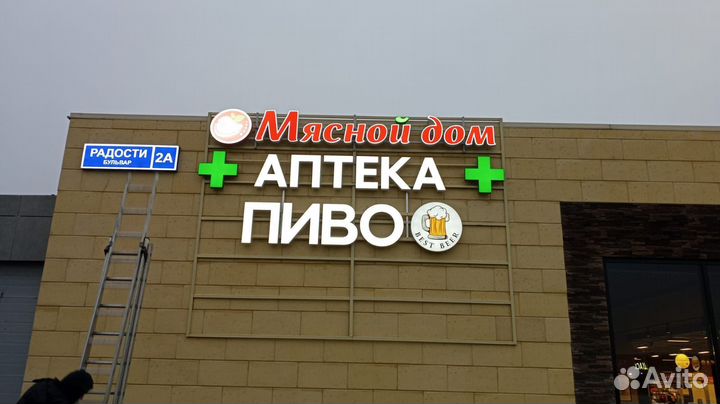 Мясной дом
РАДОСТИ
БУЛЬВАР
2А
АПТЕКА
ПИВО
BEST BEER
Avito